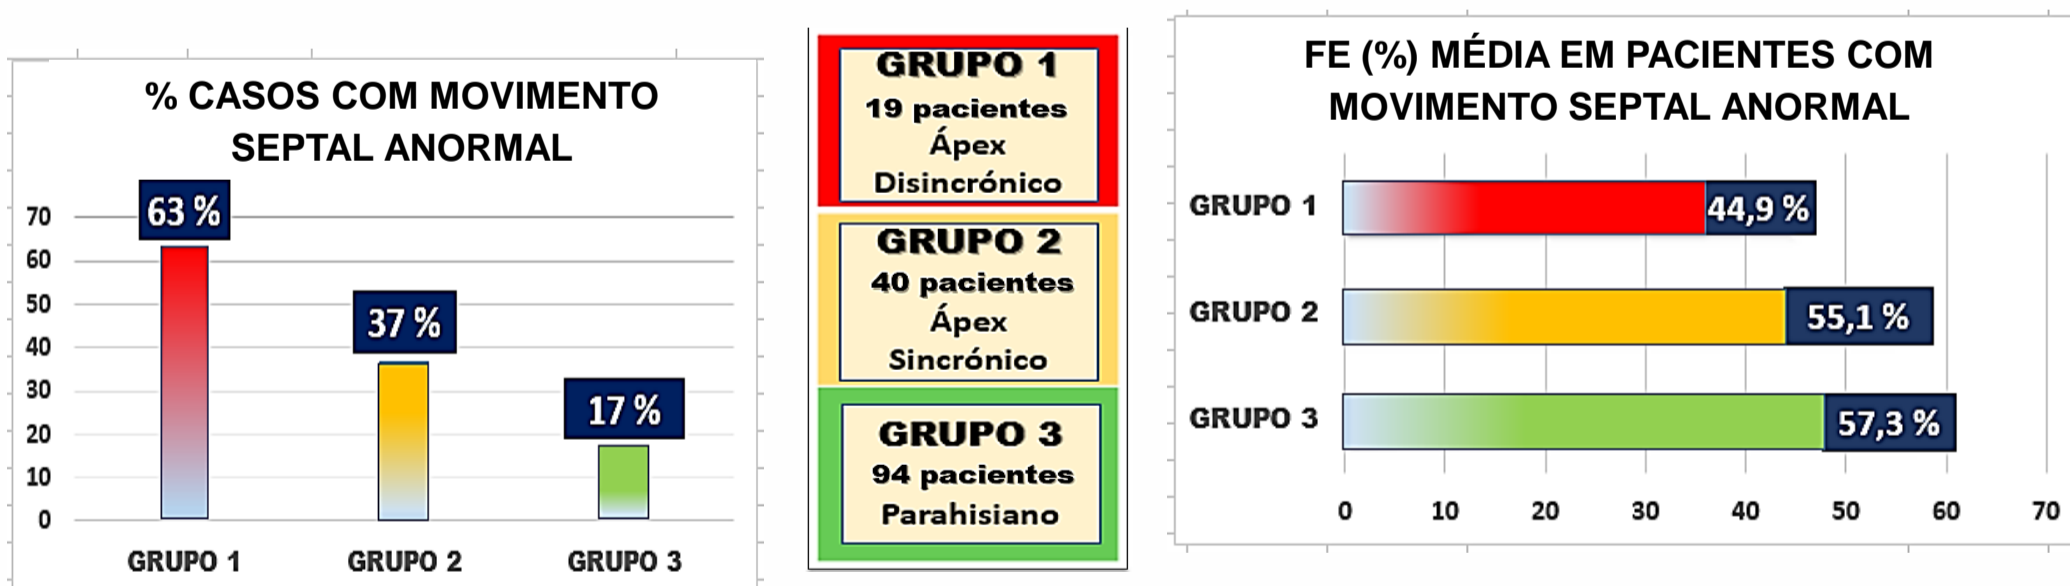 % CASOS COM MOVIMENTO
SEPTAL ANORMAL
63 %
37 %
17 %
70
60
50
40
30
20
10
0
GRUPO 1
GRUPO 2
GRUPO 3
GRUPO 1
19 pacientes
Ápex
Disincrónico
GRUPO 2
40 pacientes
Ápex
Sincrónico
GRUPO 3
94 pacientes
Parahisiano
FE (%) MÉDIA EM PACIENTES COM
MOVIMENTO SEPTAL ANORMAL
GRUPO 1
44,9 %
GRUPO 2
55,1 %
GRUPO 3
57,3 %
0 10 20 30 40 50 60 70